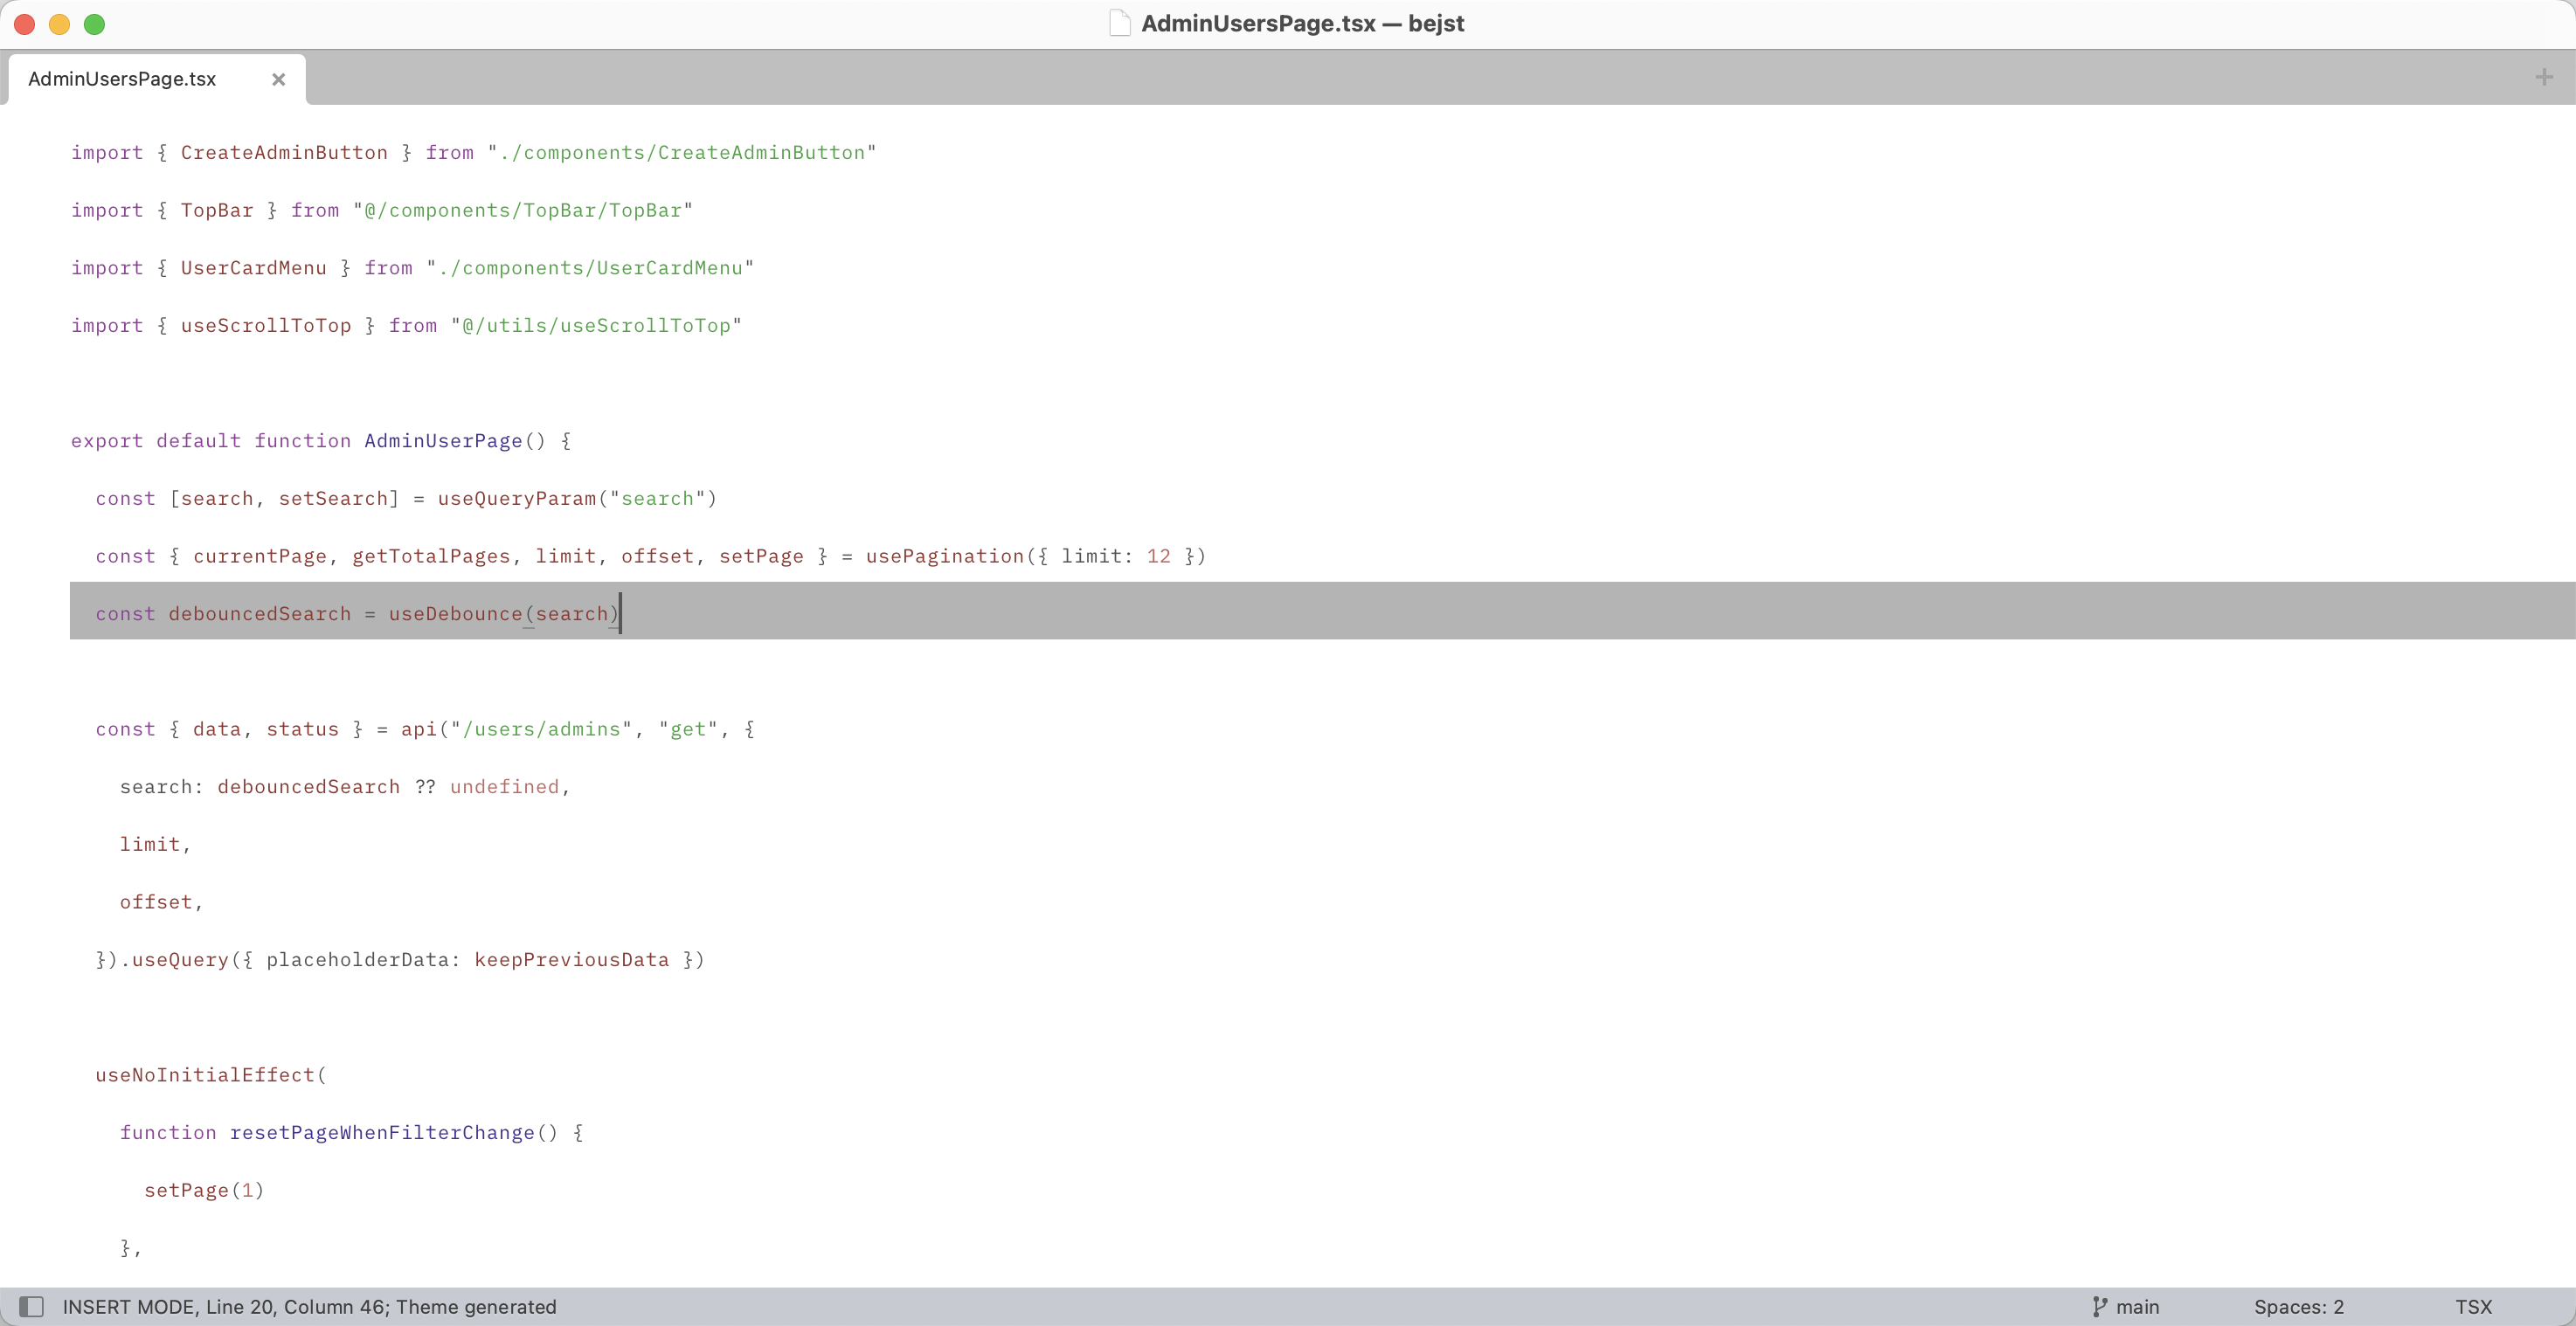 AdminUsersPage.tsx — bejst
AdminUsersPage.tsx
import { CreateAdminButton } from "./components/CreateAdminButton"
import { TopBar } from "@/components/TopBar/TopBar"
import { UserCardMenu } from "./components/UserCardMenu"
import { useScrollToTop } from "@/utils/useScrollToTop"
export default function AdminUserPage() {
  const [search, setSearch] = useQueryParam("search")
  const { currentPage, getTotalPages, limit, offset, setPage } = usePagination({ limit: 12 })
  const debouncedSearch = useDebounce(search)
  const { data, status } = api("/users/admins", "get", {
    search: debouncedSearch ?? undefined,
    limit,
    offset,
  }).useQuery({ placeholderData: keepPreviousData })
  useNoInitialEffect(
    function resetPageWhenFilterChange() {
      setPage(1)
    },
INSERT MODE, Line 20, Column 46; Theme generated main Spaces: 2 TSX